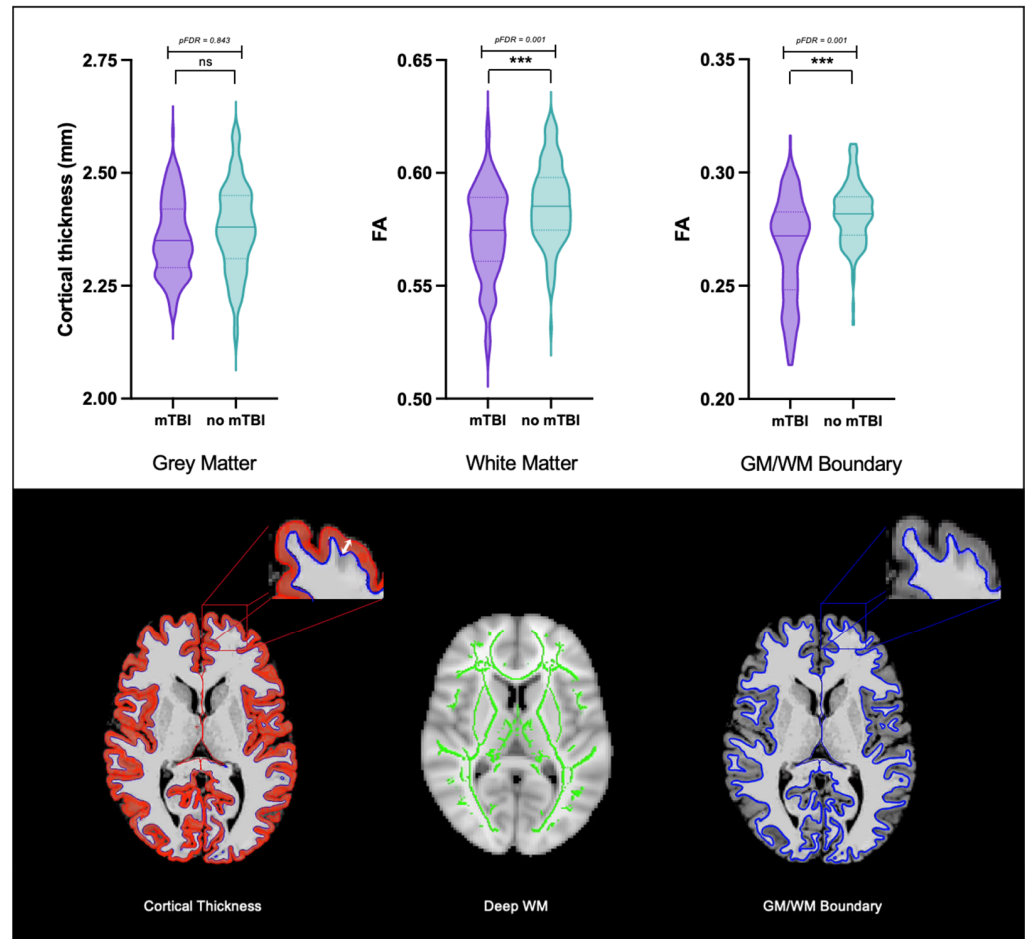 pFDR = 0.843
ns
2.75
2.50
2.25
2.00
Cortical thickness (mm)
mTBI no mTBI
Grey Matter
pFDR = 0.001
***
0.65
0.60
0.55
0.50
FA
mTBI no mTBI
White Matter
pFDR = 0.001
***
0.35
0.30
0.25
0.20
FA
mTBI no mTBI
GM/WM Boundary
Cortical Thickness
Deep WM
GM/WM Boundary